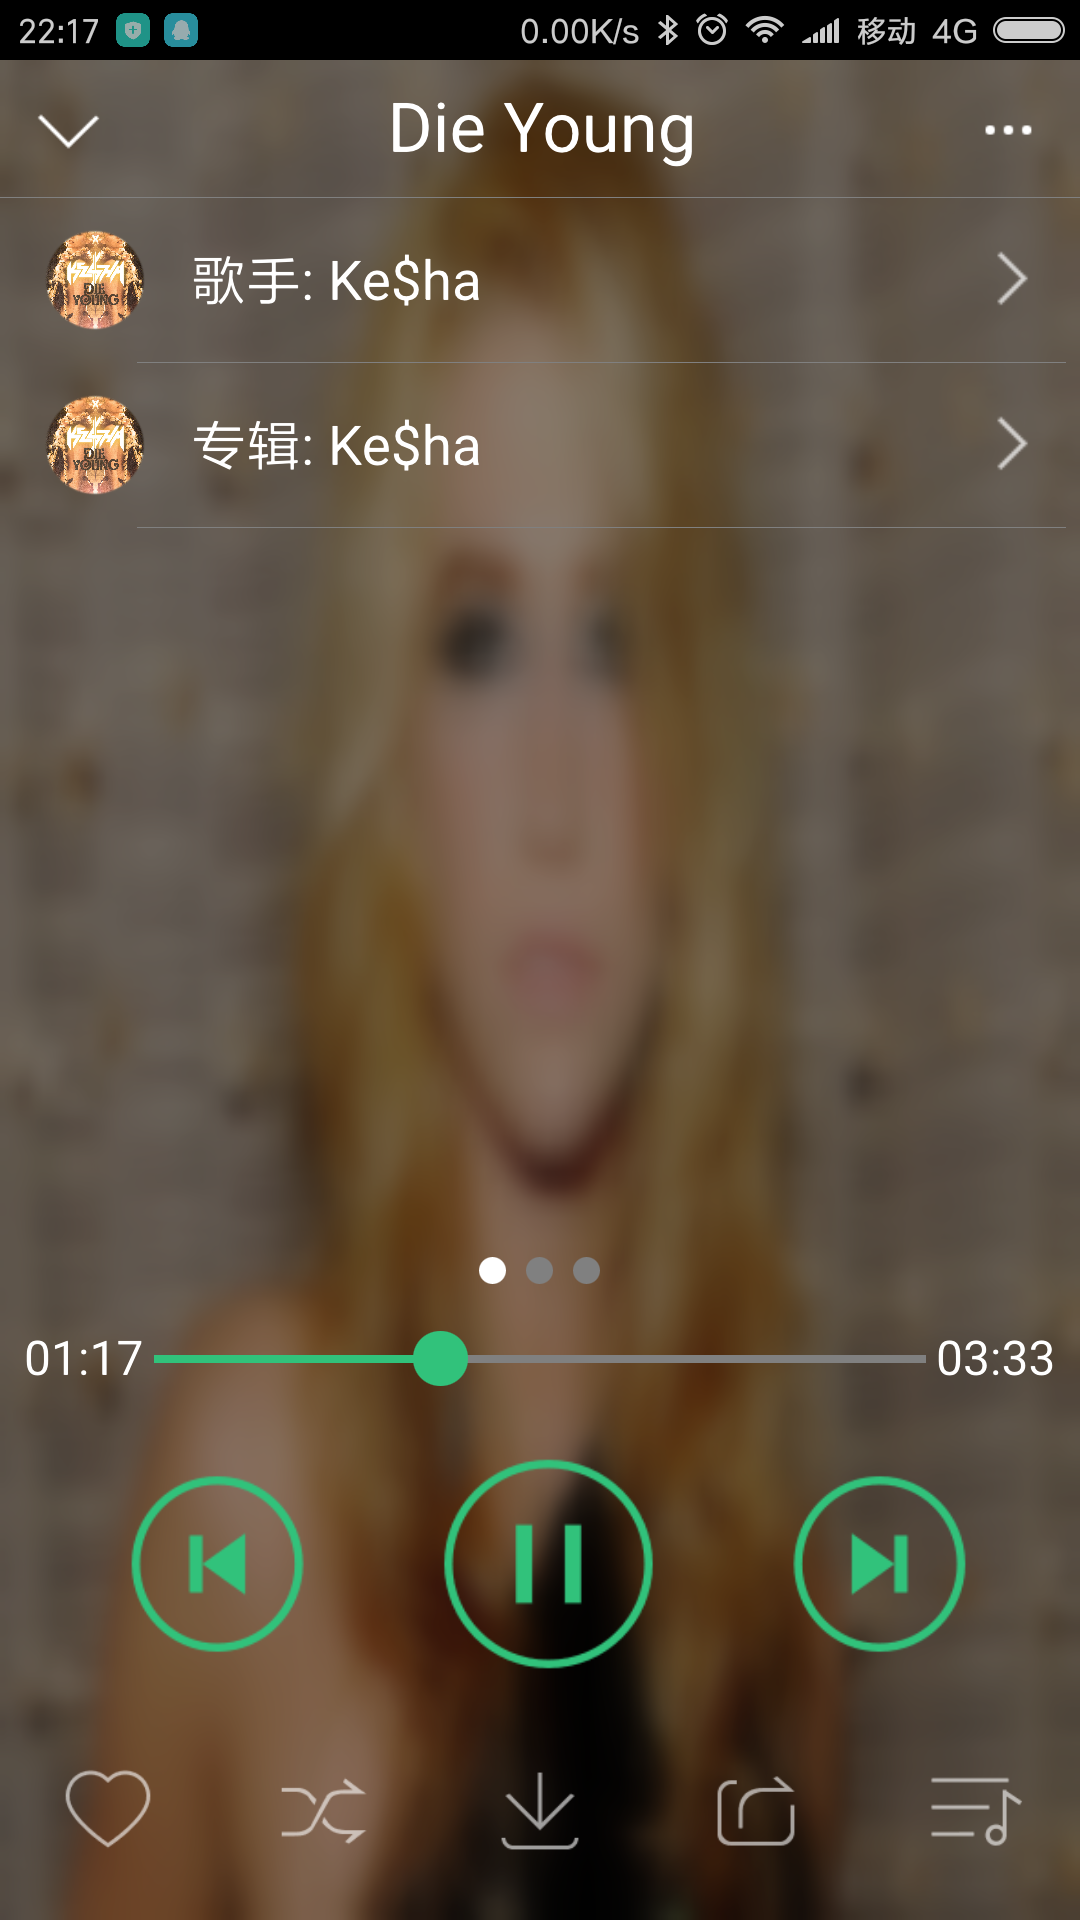 22:17 0.00K/s 移动 4G
Die Young
歌手: Ke$ha
KE$HA
DIE
YOUNG
专辑: Ke$ha
KE$HA
DIE
YOUNG
01:17 03:33